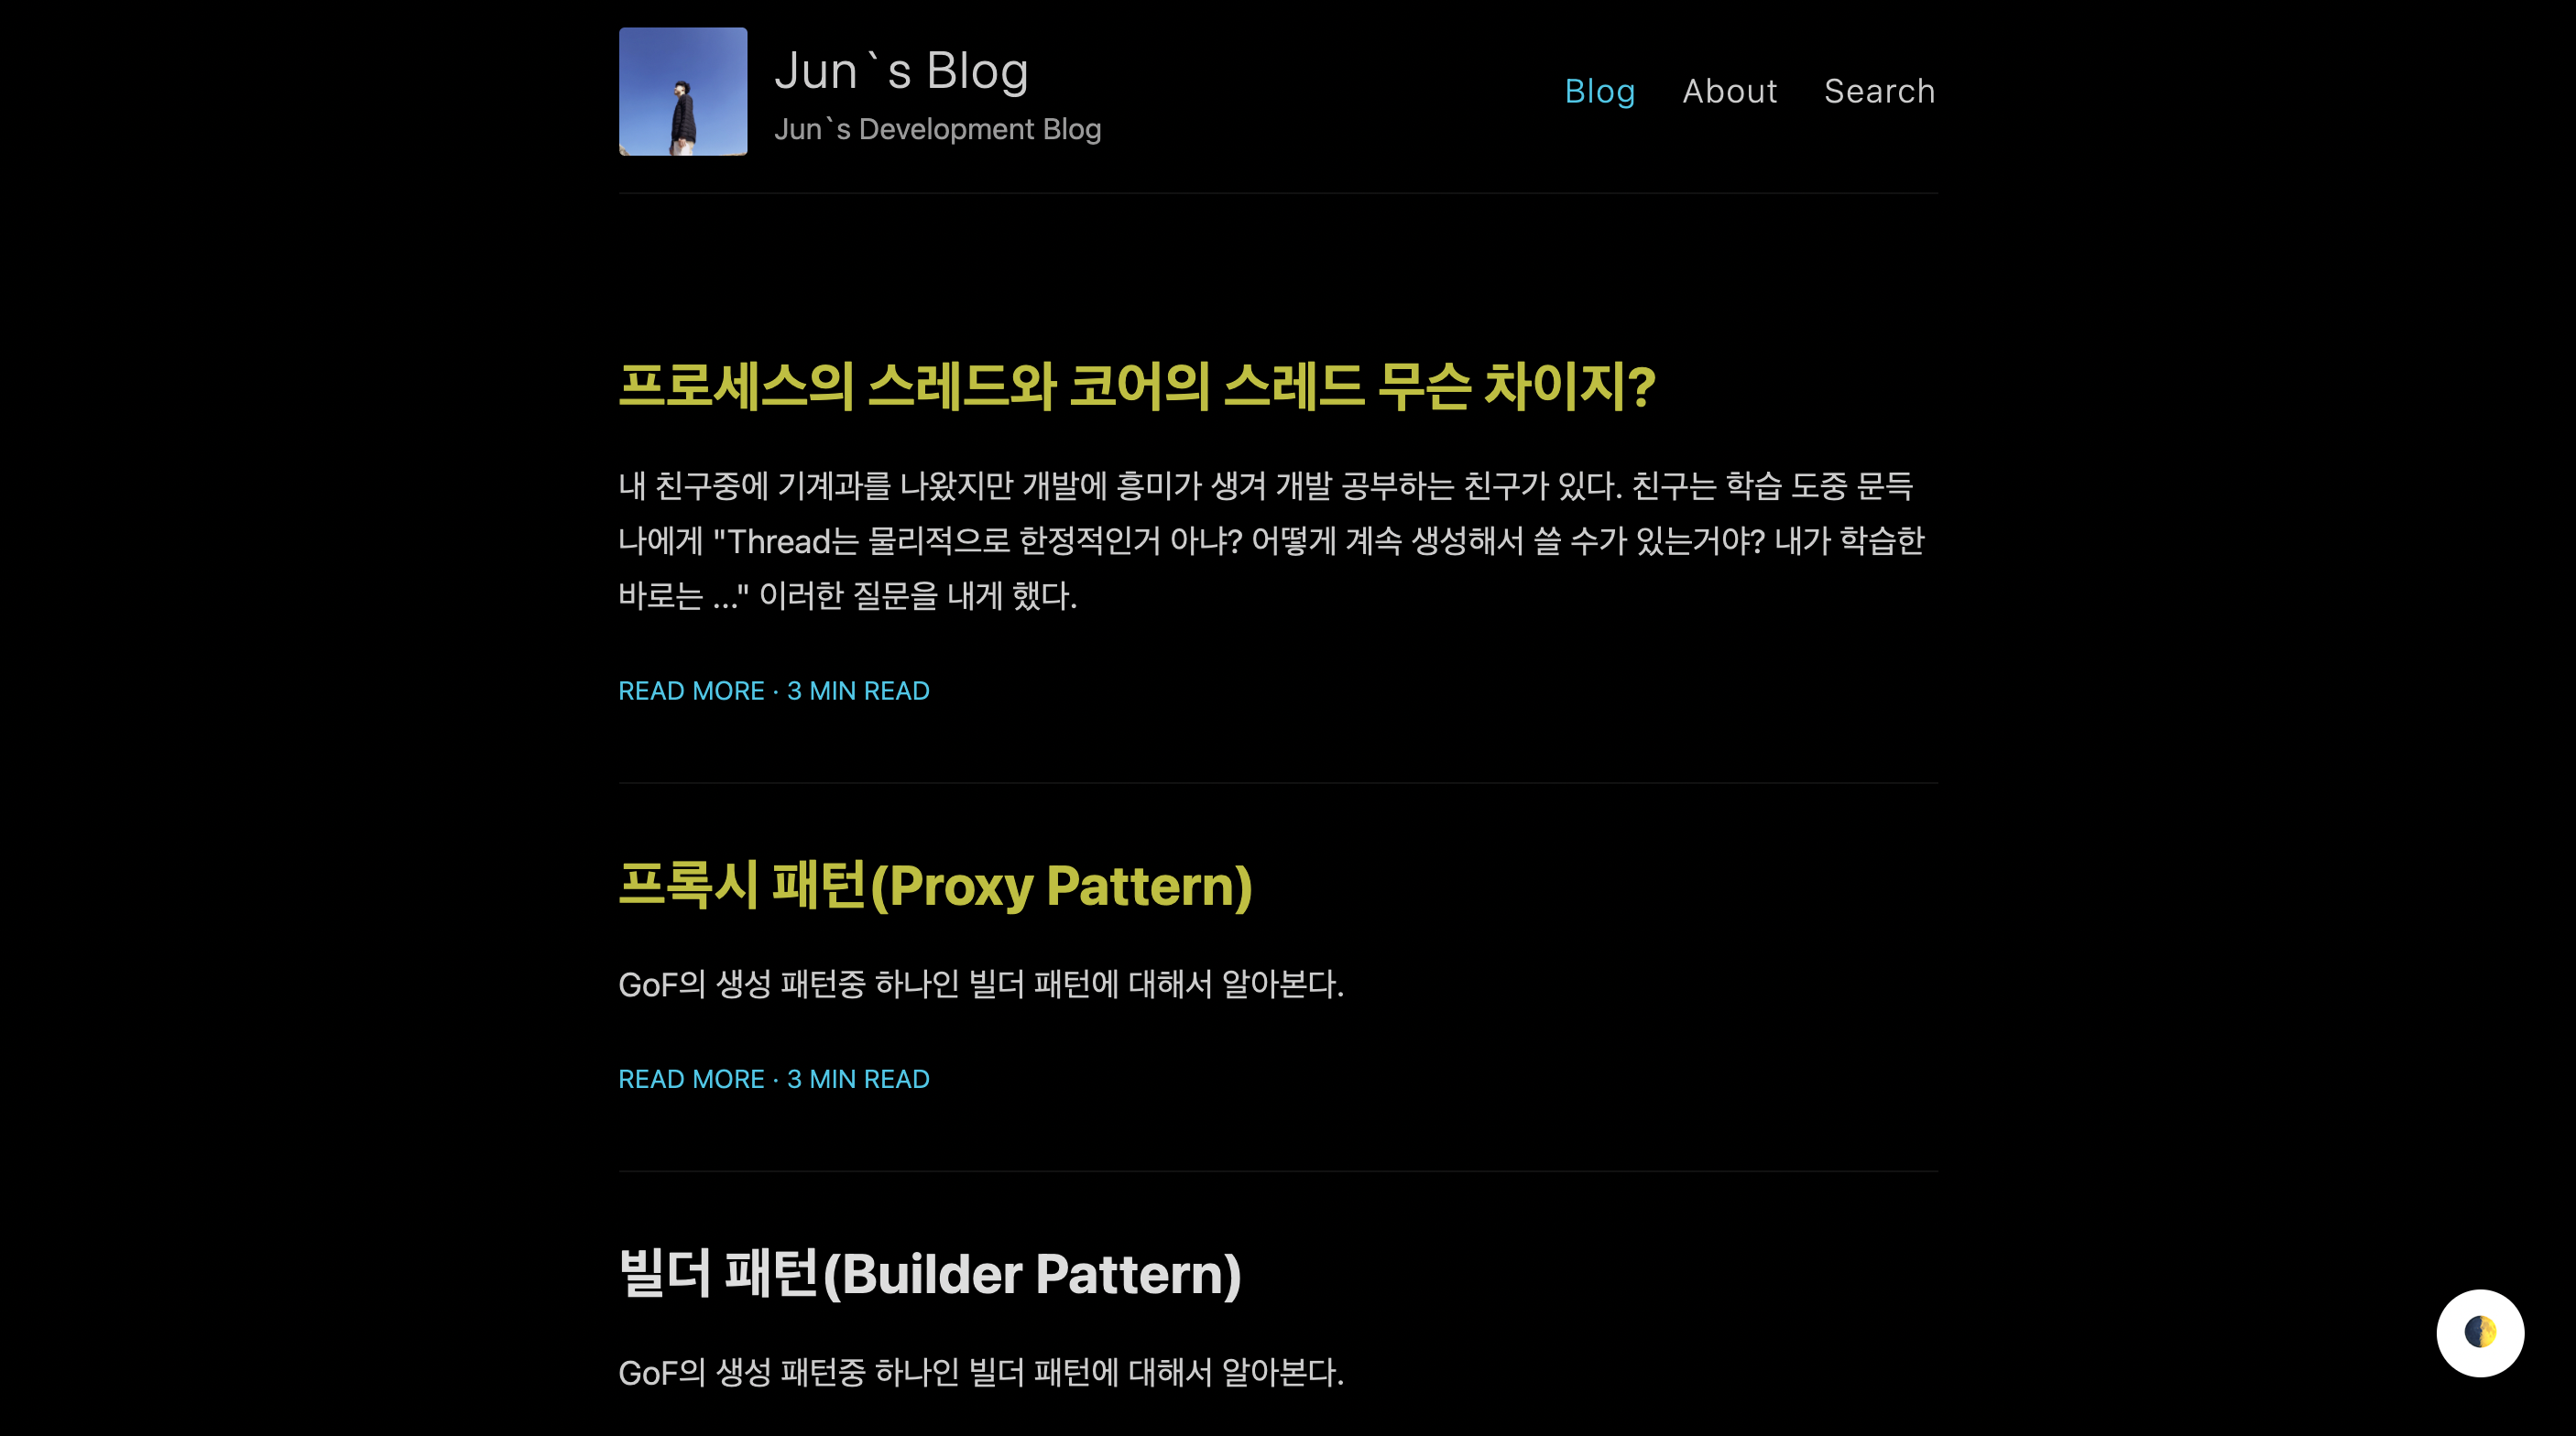 Jun`s Blog
Jun`s Development Blog
Blog About Search
프로세스의 스레드와 코어의 스레드 무슨 차이지?
내 친구중에 기계과를 나왔지만 개발에 흥미가 생겨 개발 공부하는 친구가 있다. 친구는 학습 도중 문득
나에게 "Thread는 물리적으로 한정적인거 아냐? 어떻게 계속 생성해서 쓸 수가 있는거야? 내가 학습한
바로는 ..." 이러한 질문을 내게 했다.
READ MORE · 3 MIN READ
프록시 패턴(Proxy Pattern)
GoF의 생성 패턴중 하나인 빌더 패턴에 대해서 알아본다.
READ MORE · 3 MIN READ
빌더 패턴(Builder Pattern)
GoF의 생성 패턴중 하나인 빌더 패턴에 대해서 알아본다.